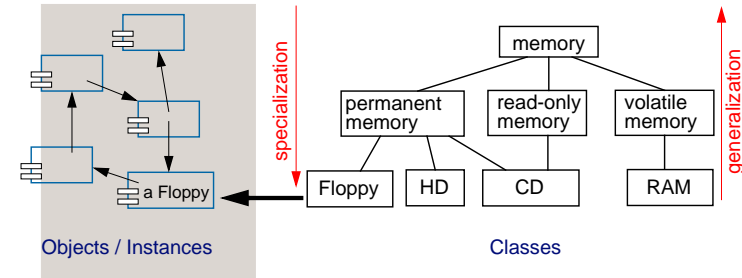 specialization
generalization
memory
permanent
memory
read-only
memory
volatile
memory
a Floppy
Floppy
HD
CD
RAM
Objects / Instances
Classes